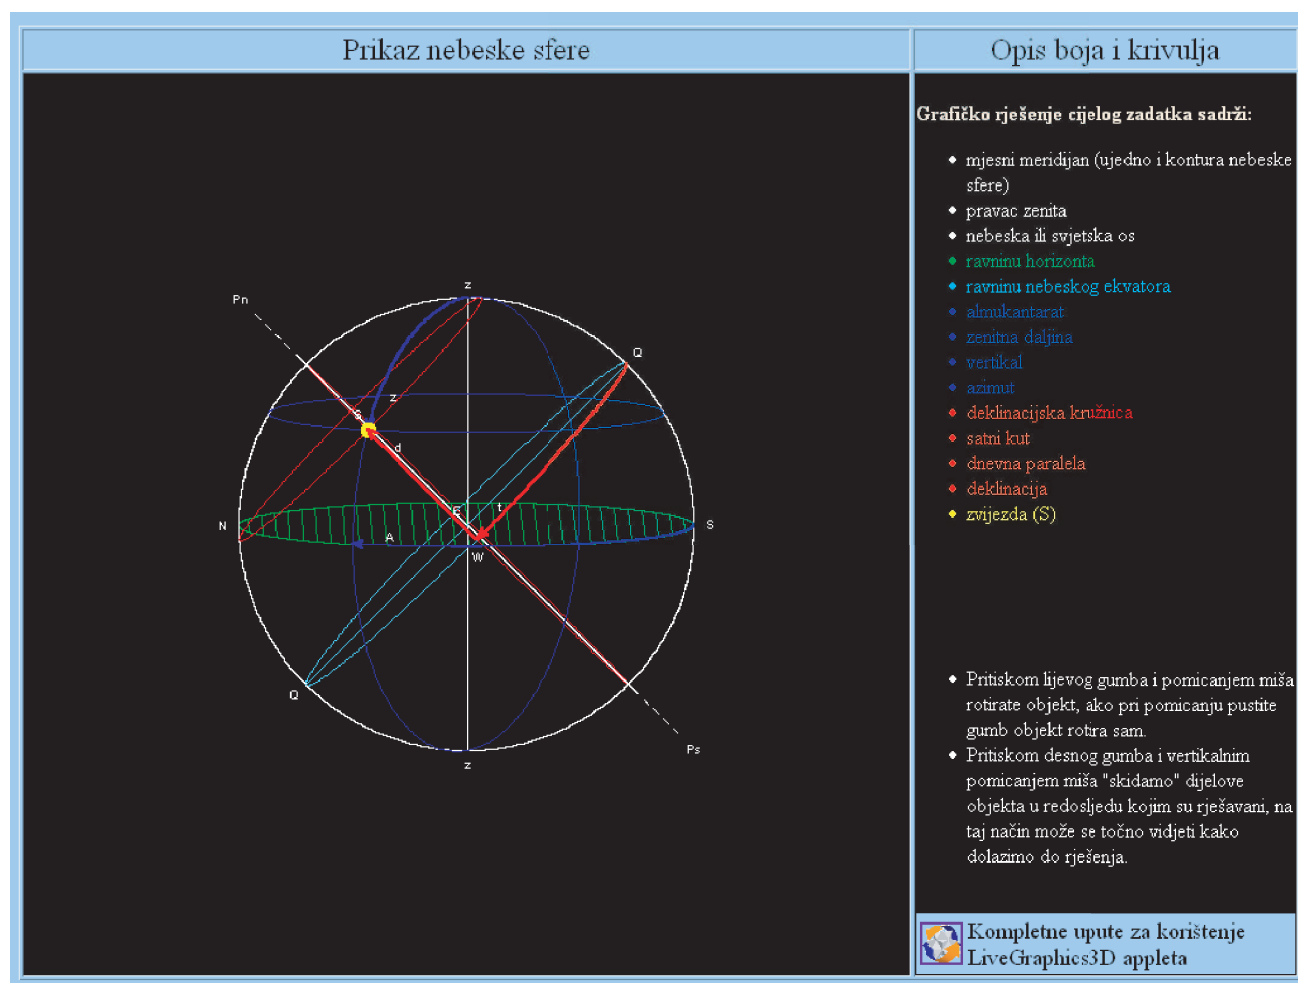 Prikaz nebeske sfere
Opis boja i krivulja
Grafičko rješenje cijelog zadatka sadrži:
mjesni meridijan (ujedno i kontura nebeske
sfere)
pravac zenita
nebeska ili svjetska os
ravninu horizonta
ravninu nebeskog ekvatora
almukantarat
zenitna daljina
vertikal
azimut
deklinacijska kružnica
satni kut
dnevna paralela
deklinacija
zvijezda (S)
Pritiskom lijevog gumba i pomicanjem miša
rotirate objekt, ako pri pomicanju pustite
gumb objekt rotira sam.
Pritiskom desnog gumba i vertikalnim
pomicanjem miša "skidamo" dijelove
objekta u redosljedu kojim su rješavani, na
taj način može se točno vidjeti kako
dolazimo do rješenja.
Kompletne upute za korištenje
LiveGraphics3D appleta
z
Pn
Q
z
S
d
E
t
N
S
A
W
Q
Ps
z